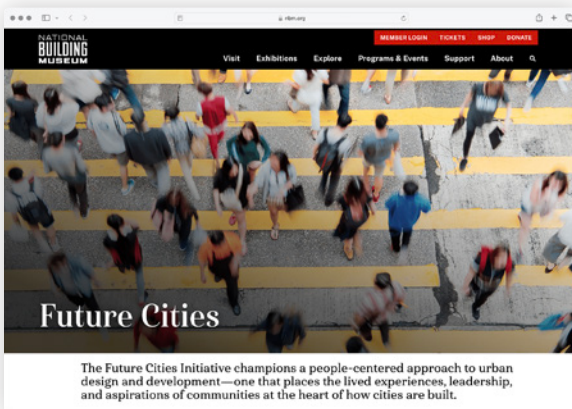 nbm.org
NATIONAL
BUILDING
MUSEUM
MEMBER LOGIN TICKETS SHOP DONATE
Visit Exhibitions Explore Programs & Events Support About
Future Cities
The Future Cities Initiative champions a people-centered approach to urban
design and development—one that places the lived experiences, leadership,
and aspirations of communities at the heart of how cities are built.